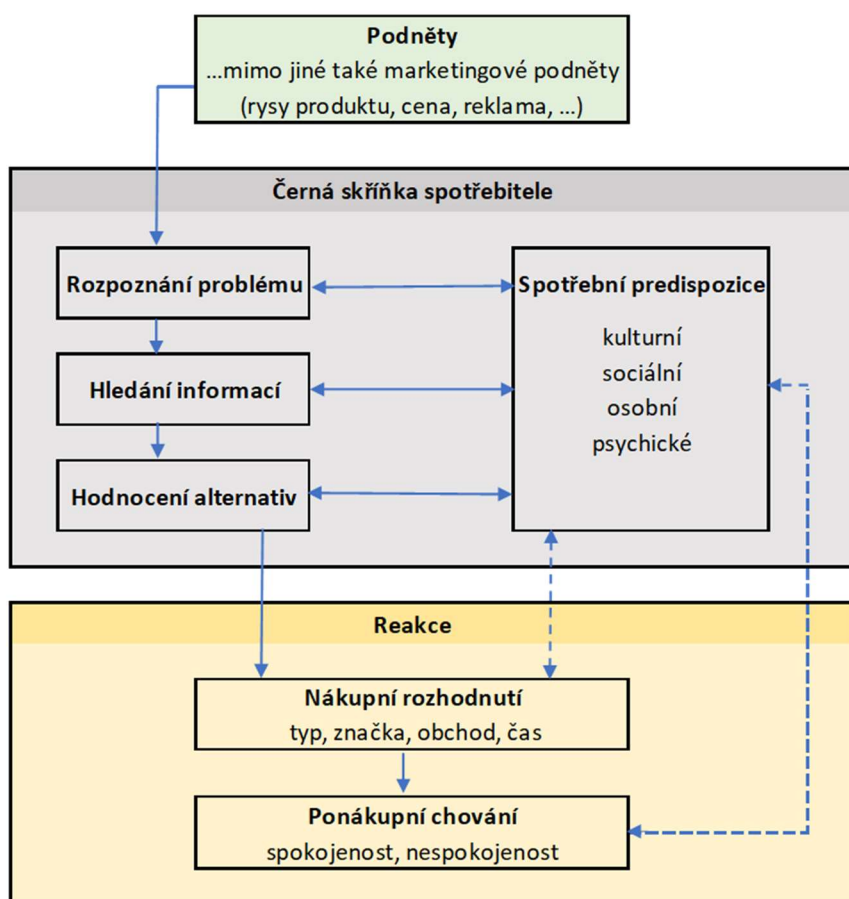 Podněty
...mimo jiné také marketingové podněty
(rysy produktu, cena, reklama, ...)
Černá skříňka spotřebitele
Rozpoznání problému
Hledání informací
Hodnocení alternativ
Spotřební predispozice
kulturní
sociální
osobní
psychické
Reakce
Nákupní rozhodnutí
typ, značka, obchod, čas
Ponákupní chování
spokojenost, nespokojenost